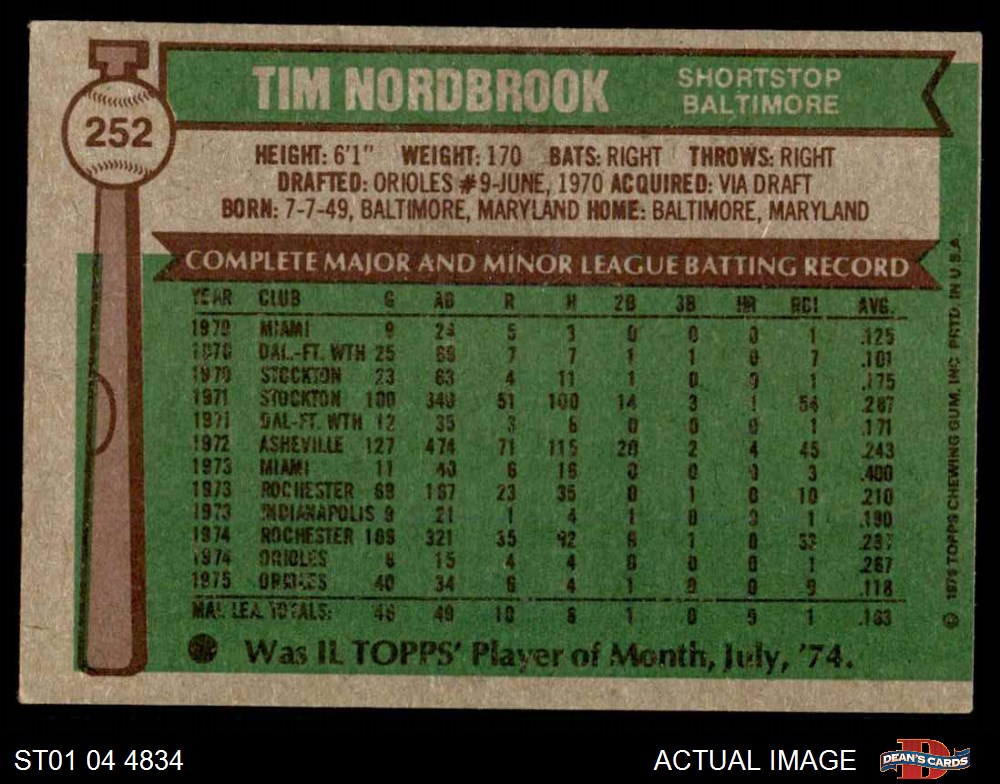 252
TIM NORDBROOK
SHORTSTOP
BALTIMORE
HEIGHT: 6'1" WEIGHT: 170 BATS: RIGHT THROWS: RIGHT
DRAFTED: ORIOLES #9-JUNE, 1970 ACQUIRED: VIA DRAFT
BORN: 7-7-49, BALTIMORE, MARYLAND HOME: BALTIMORE, MARYLAND
COMPLETE MAJOR AND MINOR LEAGUE BATTING RECORD
YEAR CLUB G AB R H 2B 3B HR RBI AVG.
1970 MIAMI 9 24 5 3 0 0 0 1 .125
1970 DAL.-FT. WTH 25 69 7 7 1 1 0 7 .101
1970 STOCKTON 23 63 4 11 1 0 0 1 .175
1971 STOCKTON 100 348 51 100 14 3 1 54 .287
1971 DAL-FT. WTH 12 35 3 6 0 0 0 1 .171
1972 ASHEVILLE 127 474 71 115 20 2 4 45 .243
1973 MIAMI 11 40 6 16 0 0 0 3 .400
1973 ROCHESTER 69 167 23 35 0 1 0 10 .210
1973 INDIANAPOLIS 9 21 1 4 1 0 0 1 .190
1974 ROCHESTER 109 321 35 92 6 1 0 .287
1974 ORIOLES 6 15 4 4 0 0 0 1 .267
1975 ORIOLES 40 34 6 4 1 0 0 .118
MAJ. LEA. TOTALS: 46 49 10 8 1 0 1 .163
Was IL TOPPS' Player of Month, July, '74.
© 1976 TOPPS CHEWING GUM, INC. PRTD. IN U.S.A.
ST01 04 4834
ACTUAL IMAGE
DEAN'S CARDS